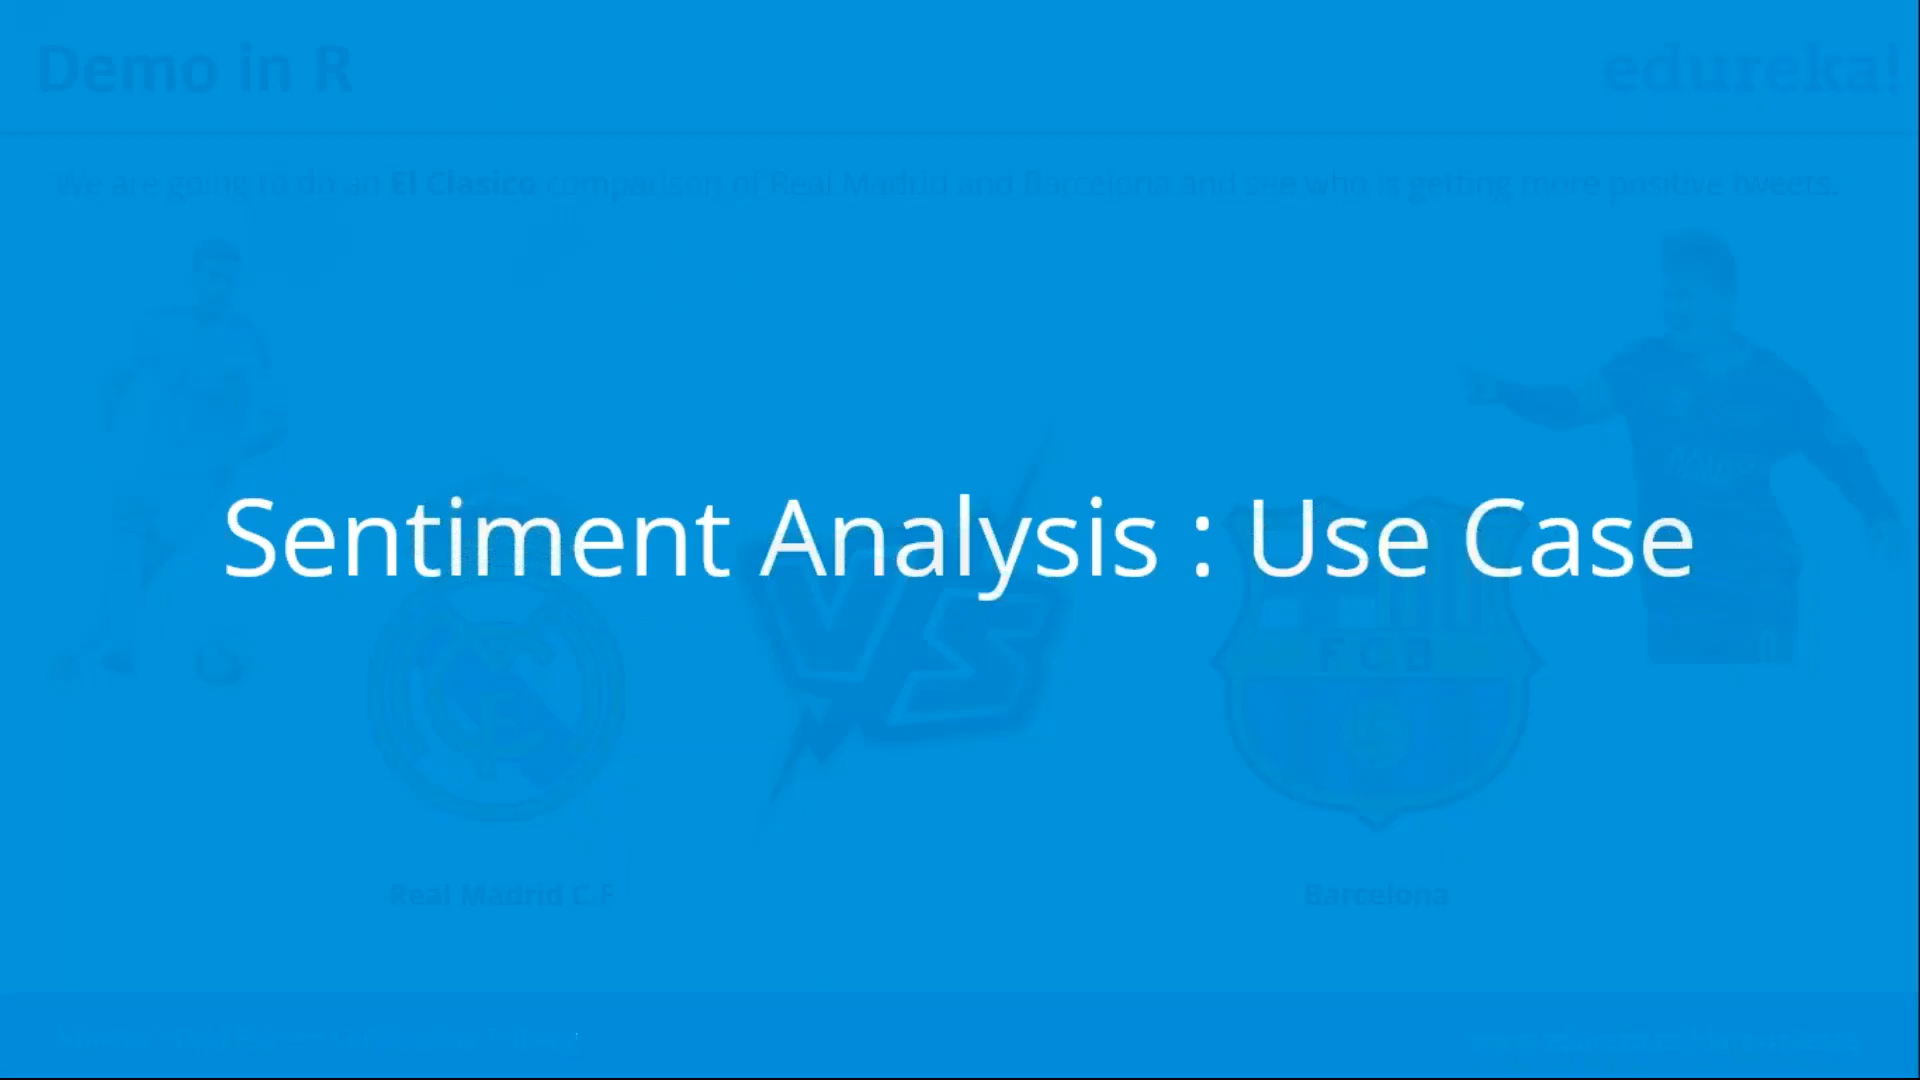 Demo in R
edureka!
We are going to do an El Clasico comparison of Real Madrid and Barcelona and see who is getting more positive tweets.
Sentiment Analysis : Use Case
VS
F C B
Real Madrid C.F
Barcelona